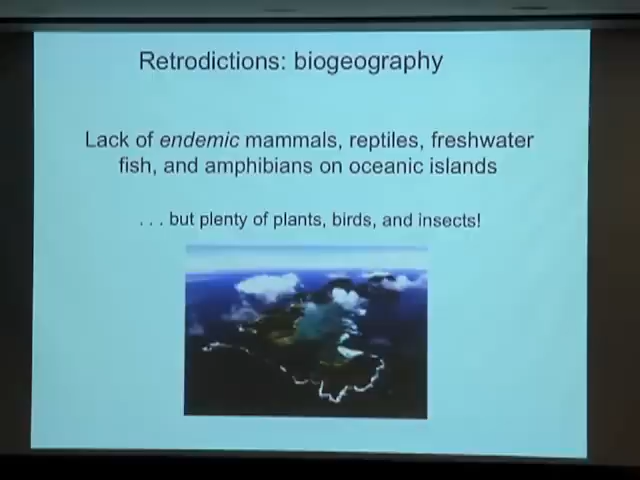 Retrodictions: biogeography
Lack of endemic mammals, reptiles, freshwater
fish, and amphibians on oceanic islands
. . . but plenty of plants, birds, and insects!